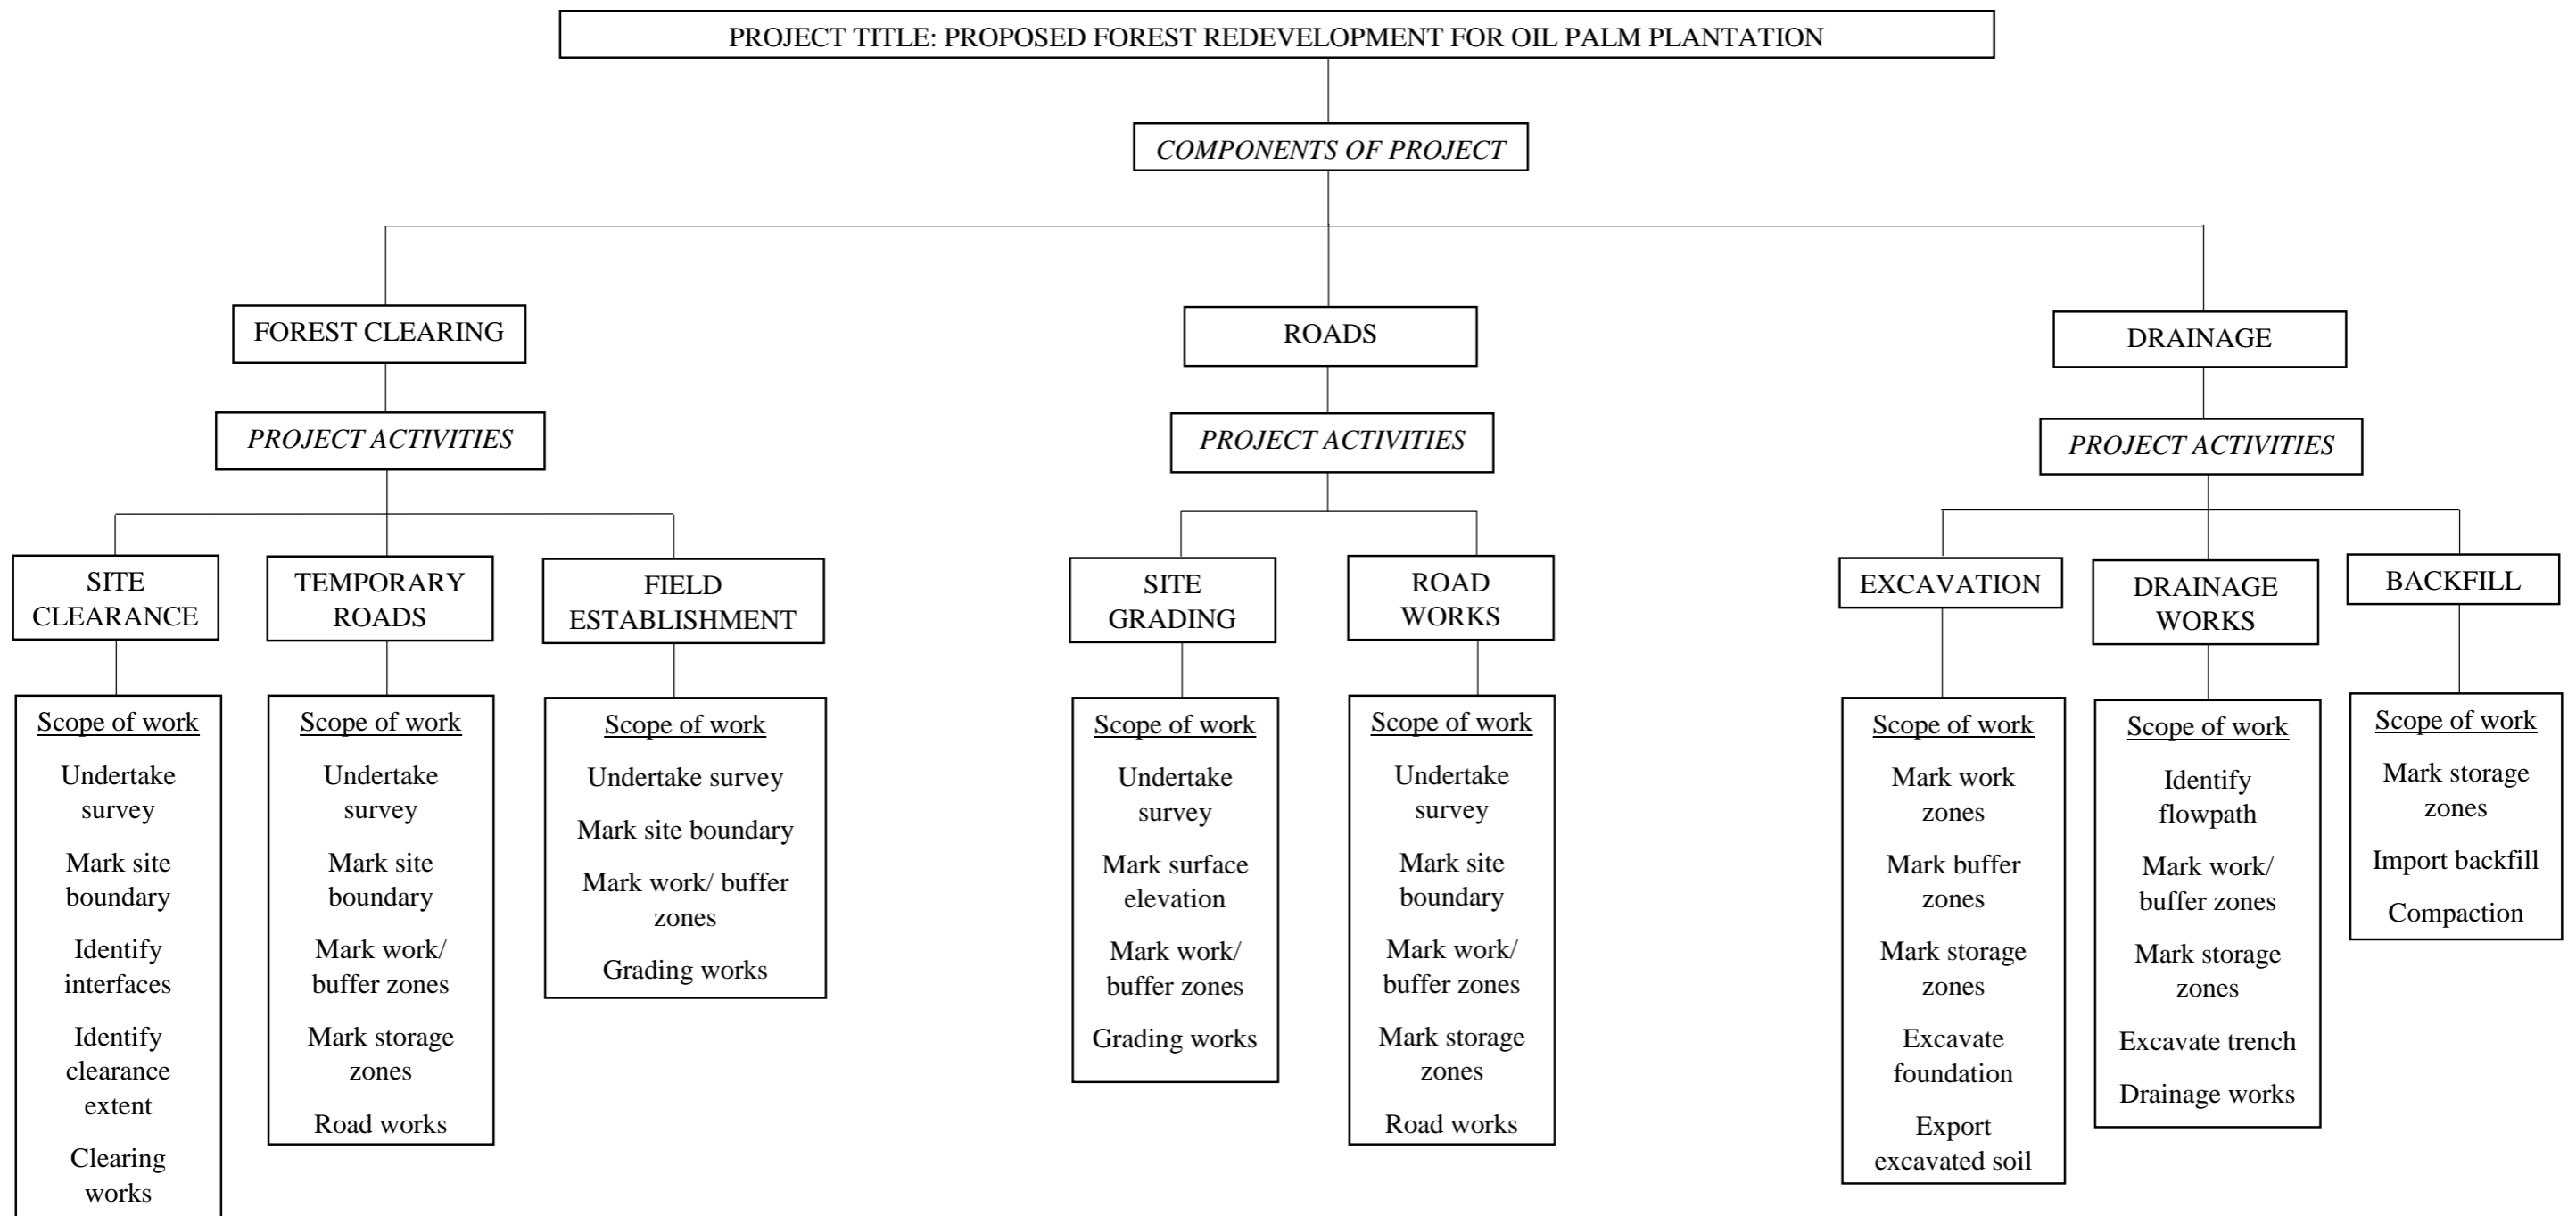 PROJECT TITLE: PROPOSED FOREST REDEVELOPMENT FOR OIL PALM PLANTATION
COMPONENTS OF PROJECT
FOREST CLEARING
PROJECT ACTIVITIES
SITE
CLEARANCE
Scope of work
Undertake
survey
Mark site
boundary
Identify
interfaces
Identify
clearance
extent
Clearing
works
TEMPORARY
ROADS
Scope of work
Undertake
survey
Mark site
boundary
Mark work/
buffer zones
Mark storage
zones
Road works
FIELD
ESTABLISHMENT
Scope of work
Undertake survey
Mark site boundary
Mark work/ buffer
zones
Grading works
ROADS
PROJECT ACTIVITIES
SITE
GRADING
Scope of work
Undertake
survey
Mark surface
elevation
Mark work/
buffer zones
Grading works
ROAD
WORKS
Scope of work
Undertake
survey
Mark site
boundary
Mark work/
buffer zones
Mark storage
zones
Road works
DRAINAGE
PROJECT ACTIVITIES
EXCAVATION
Scope of work
Mark work
zones
Mark buffer
zones
Mark storage
zones
Excavate
foundation
Export
excavated soil
DRAINAGE
WORKS
Scope of work
Identify
flowpath
Mark work/
buffer zones
Mark storage
zones
Excavate trench
Drainage works
BACKFILL
Scope of work
Mark storage
zones
Import backfill
Compaction